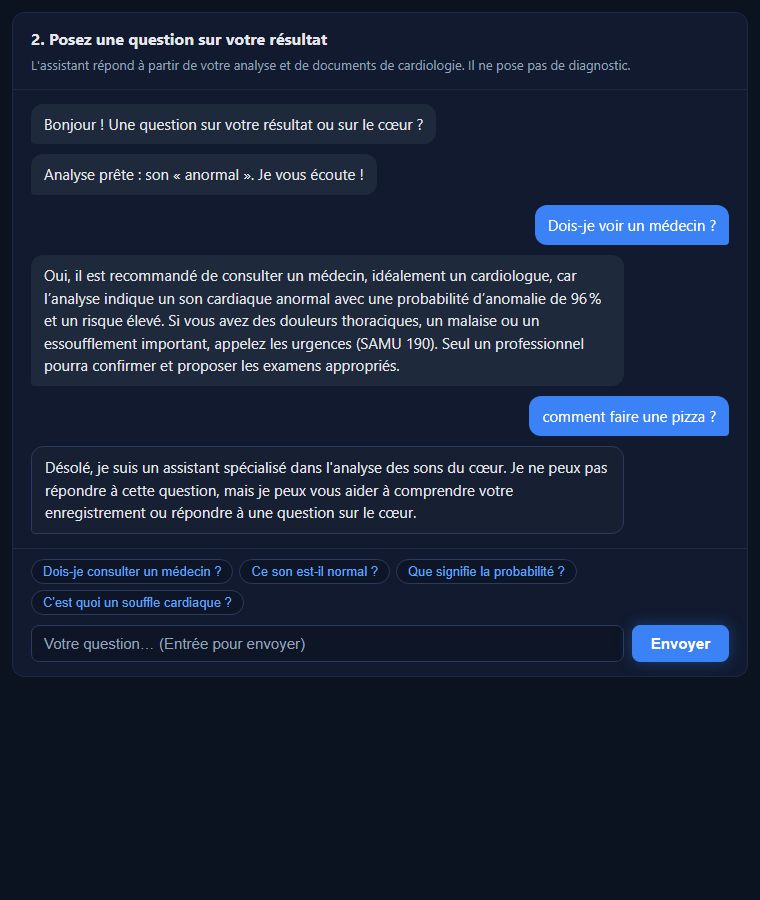 2. Posez une question sur votre résultat
L'assistant répond à partir de votre analyse et de documents de cardiologie. Il ne pose pas de diagnostic.
Bonjour ! Une question sur votre résultat ou sur le cœur ?
Analyse prête : son « anormal ». Je vous écoute !
Dois-je voir un médecin ?
Oui, il est recommandé de consulter un médecin, idéalement un cardiologue, car
l’analyse indique un son cardiaque anormal avec une probabilité d’anomalie de 96 %
et un risque élevé. Si vous avez des douleurs thoraciques, un malaise ou un
essoufflement important, appelez les urgences (SAMU 190). Seul un professionnel
pourra confirmer et proposer les examens appropriés.
comment faire une pizza ?
Désolé, je suis un assistant spécialisé dans l'analyse des sons du cœur. Je ne peux pas
répondre à cette question, mais je peux vous aider à comprendre votre
enregistrement ou répondre à une question sur le cœur.
Dois-je consulter un médecin ?
Ce son est-il normal ?
Que signifie la probabilité ?
C'est quoi un souffle cardiaque ?
Votre question… (Entrée pour envoyer)
Envoyer